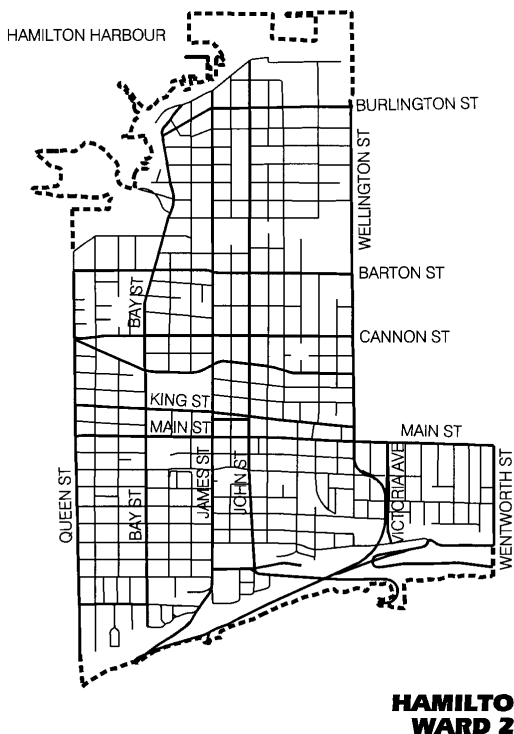 HAMILTON HARBOUR
BURLINGTON ST
WELLINGTON ST
BARTON ST
BAY ST
CANNON ST
KING ST
MAIN ST
MAIN ST
QUEEN ST
BAY ST
JAMES ST
JOHN ST
VICTORIA AVE
WENTWORTH ST
HAMILTO
WARD 2